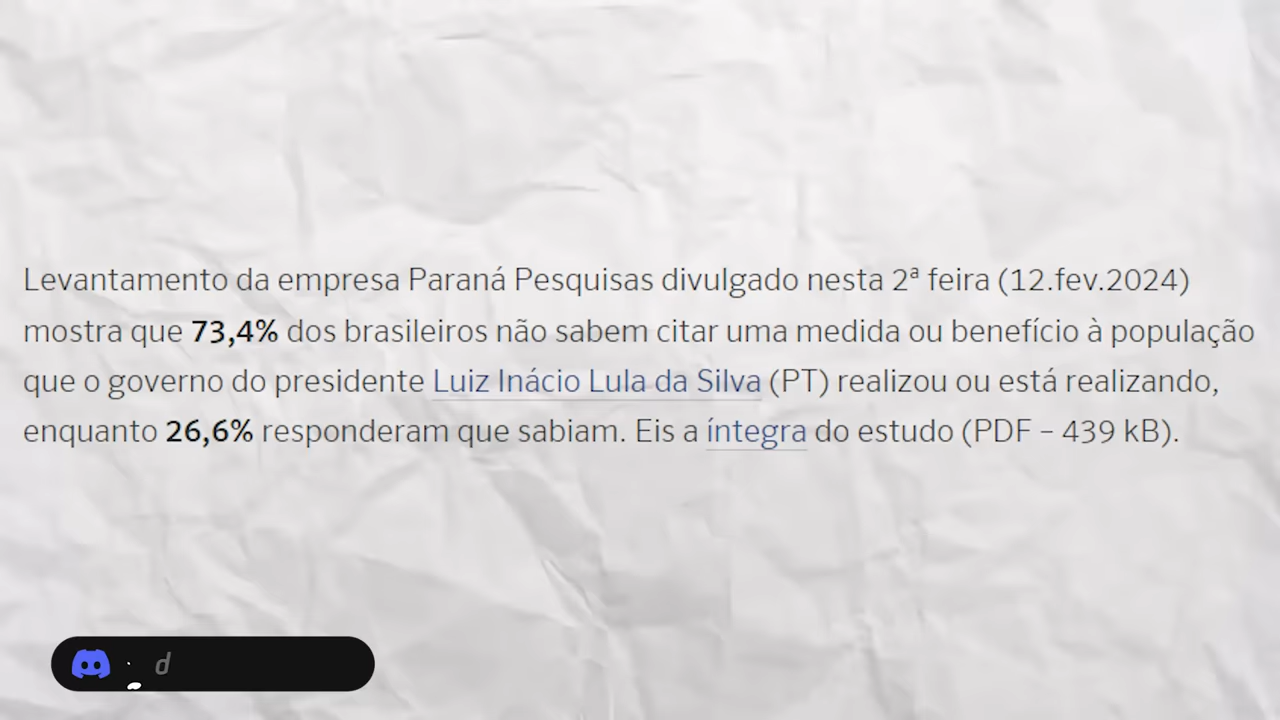 Levantamento da empresa Paraná Pesquisas divulgado nesta 2ª feira (12.fev.2024)
mostra que 73,4% dos brasileiros não sabem citar uma medida ou benefício à população
que o governo do presidente Luiz Inácio Lula da Silva (PT) realizou ou está realizando,
enquanto 26,6% responderam que sabiam. Eis a íntegra do estudo (PDF – 439 kB).
d